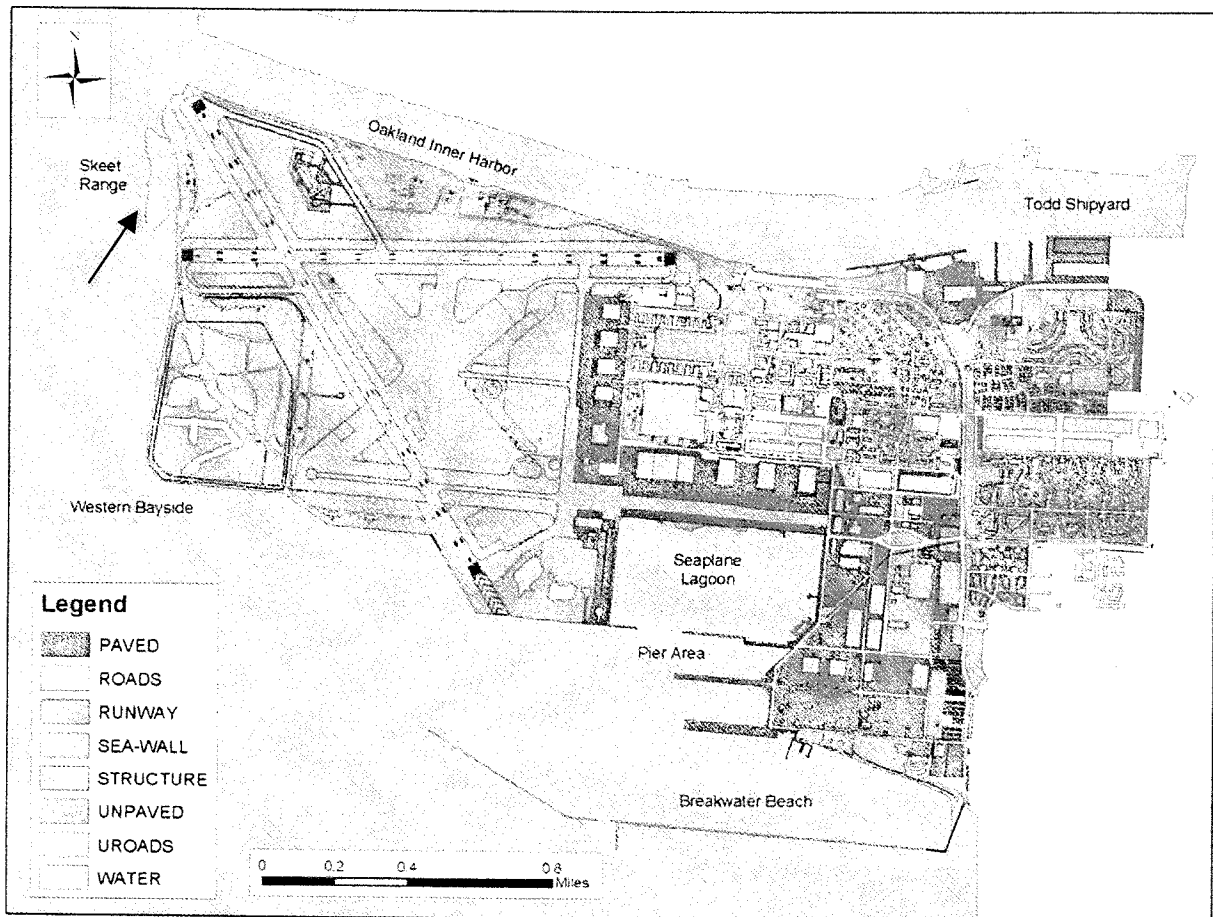 N
Oakland Inner Harbor
Skeet
Range
Todd Shipyard
Western Bayside
Seaplane
Lagoon
Pier Area
Breakwater Beach
Legend
PAVED
ROADS
RUNWAY
SEA-WALL
STRUCTURE
UNPAVED
UROADS
WATER
0 0.2 0.4 0.8
Miles